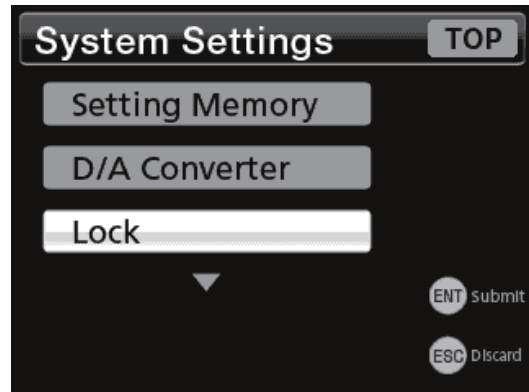 System Settings TOP
Setting Memory
D/A Converter
Lock
ENT Submit
ESC Discard